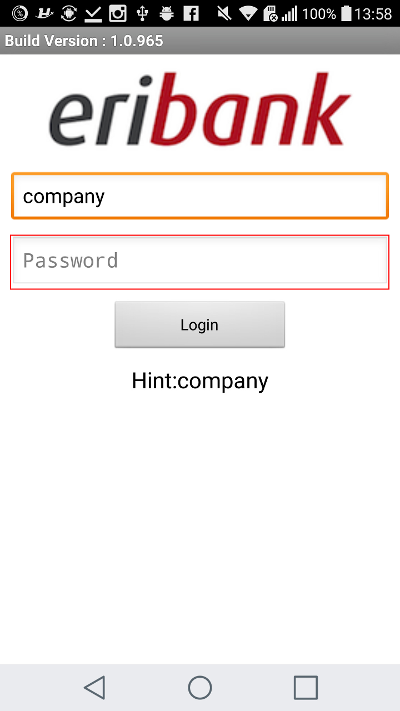 100% 13:58
Build Version : 1.0.965
eribank
company
Password
Login
Hint:company